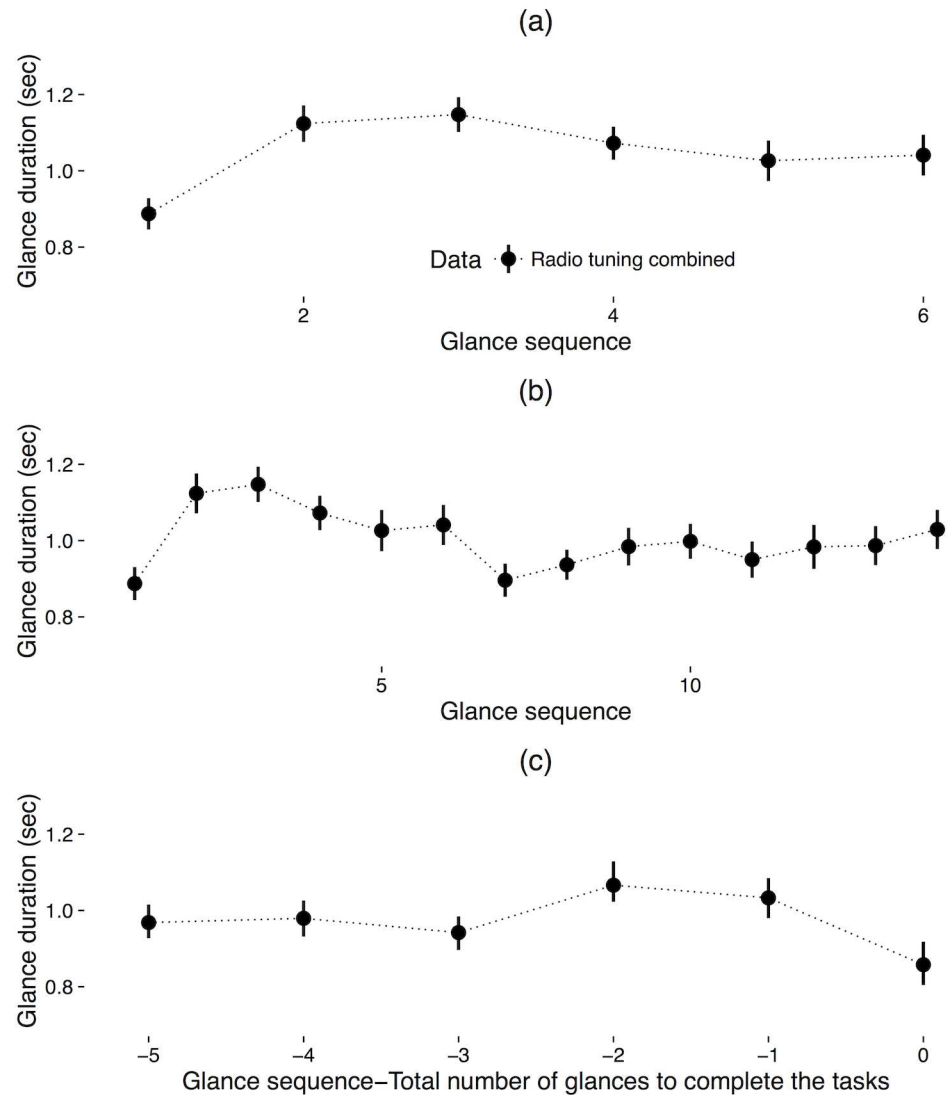 (a)
Glance duration (sec)
1.2
1.0
0.8
Data Radio tuning combined
2 4 6
Glance sequence
(b)
Glance duration (sec)
1.2
1.0
0.8
5 10
Glance sequence
(c)
Glance duration (sec)
1.2
1.0
0.8
−5 −4 −3 −2 −1 0
Glance sequence−Total number of glances to complete the tasks